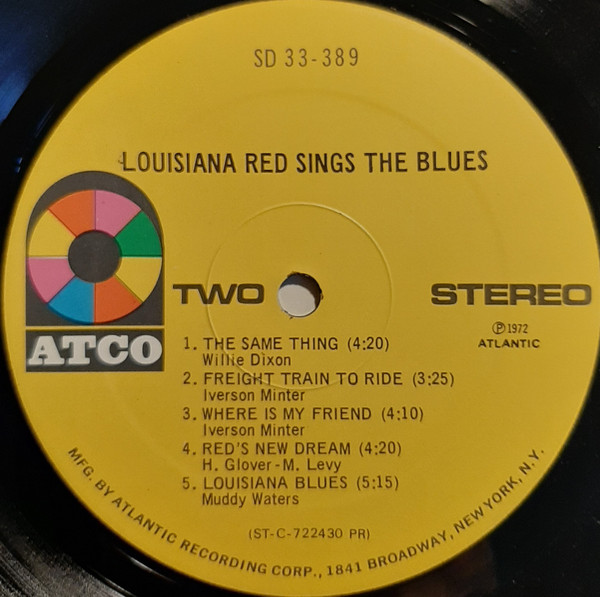 SD 33-389
LOUISIANA RED SINGS THE BLUES
ATCO
TWO
STEREO
Ⓟ1972
ATLANTIC
1. THE SAME THING (4:20)
Willie Dixon
2. FREIGHT TRAIN TO RIDE (3:25)
Iverson Minter
3. WHERE IS MY FRIEND (4:10)
Iverson Minter
4. RED'S NEW DREAM (4:20)
H. Glover-M. Levy
5. LOUISIANA BLUES (5:15)
Muddy Waters
(ST-C-722430 PR)
MFG. BY ATLANTIC RECORDING CORP., 1841 BROADWAY, NEW YORK, N.Y.